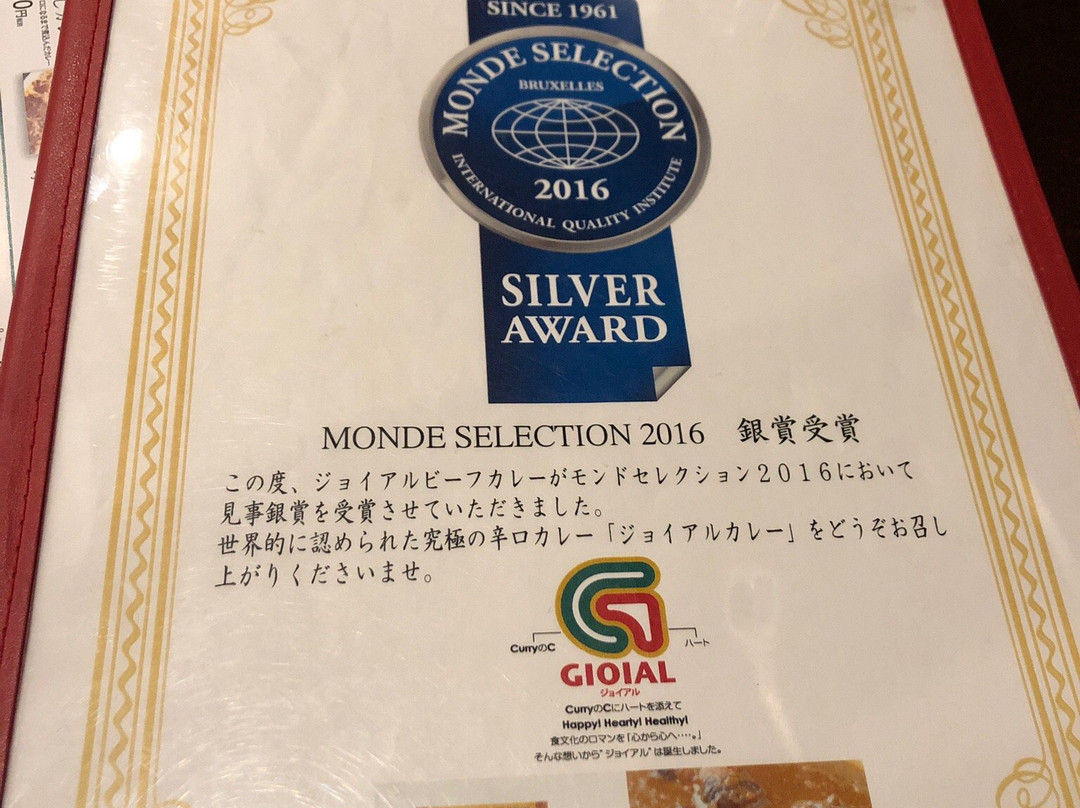 SINCE 1961
MONDE SELECTION
BRUXELLES
2016
INTERNATIONAL QUALITY INSTITUTE
SILVER
AWARD
MONDE SELECTION 2016 銀賞受賞
この度、ジョイアルビーフカレーがモンドセレクション2016において
見事銀賞を受賞させていただきました。
世界的に認められた究極の辛口カレー「ジョイアルカレー」をどうぞお召し
上がりくださいませ。
CurryのC
ハート
GIOIAL
ジョイアル
CurryのCにハートを添えて
Happy! Hearty! Healthy!
食文化のロマンを「心から心へ‥‥。」
そんな想いから"ジョイアル"は誕生しました。